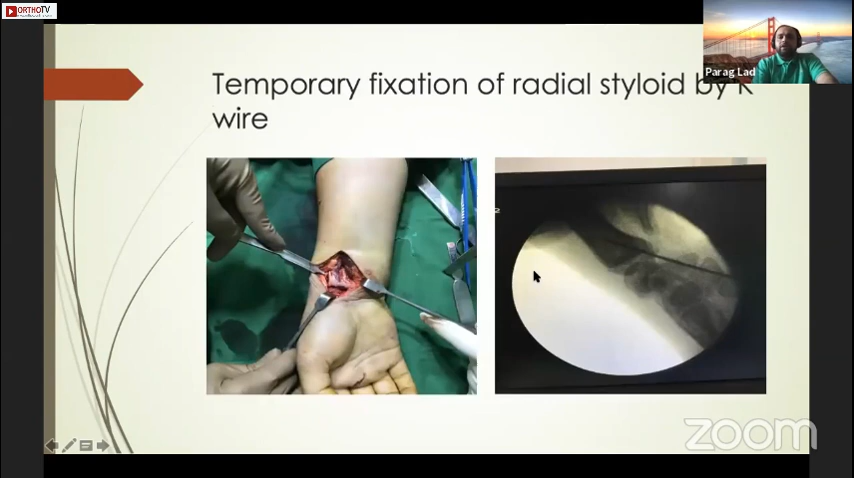 ORTHOTV
Parag Lad
Temporary fixation of radial styloid by K
wire
zoom